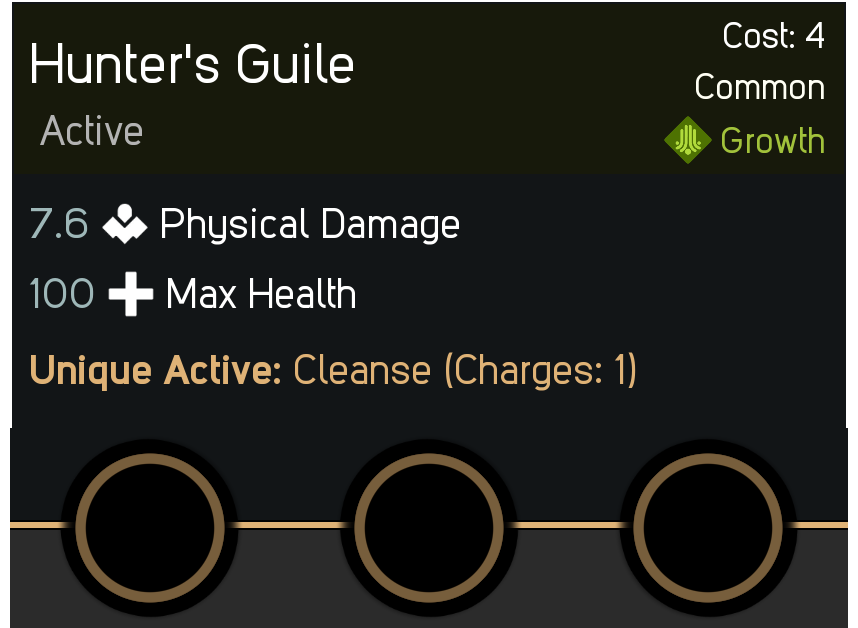 Hunter's Guile
Cost: 4
Common
Active
Growth
7.6 Physical Damage
100 Max Health
Unique Active: Cleanse (Charges: 1)